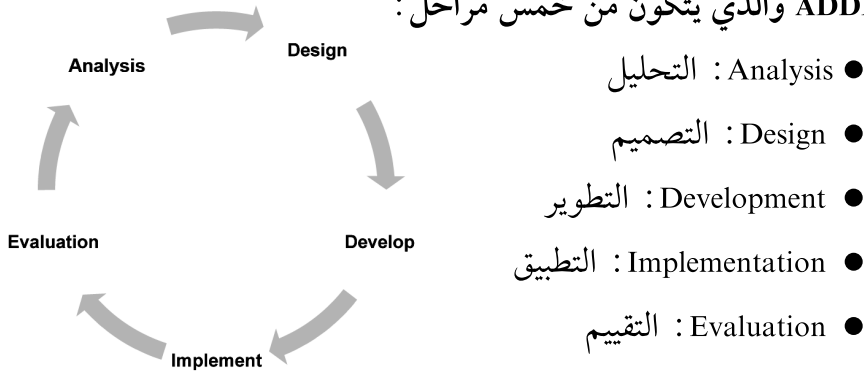 ADD والذي يتكون من خمس مراحل:
Analysis : التحليل
Design : التصميم
Development : التطوير
Implementation : التطبيق
Evaluation : التقييم
Analysis
Design
Develop
Implement
Evaluation